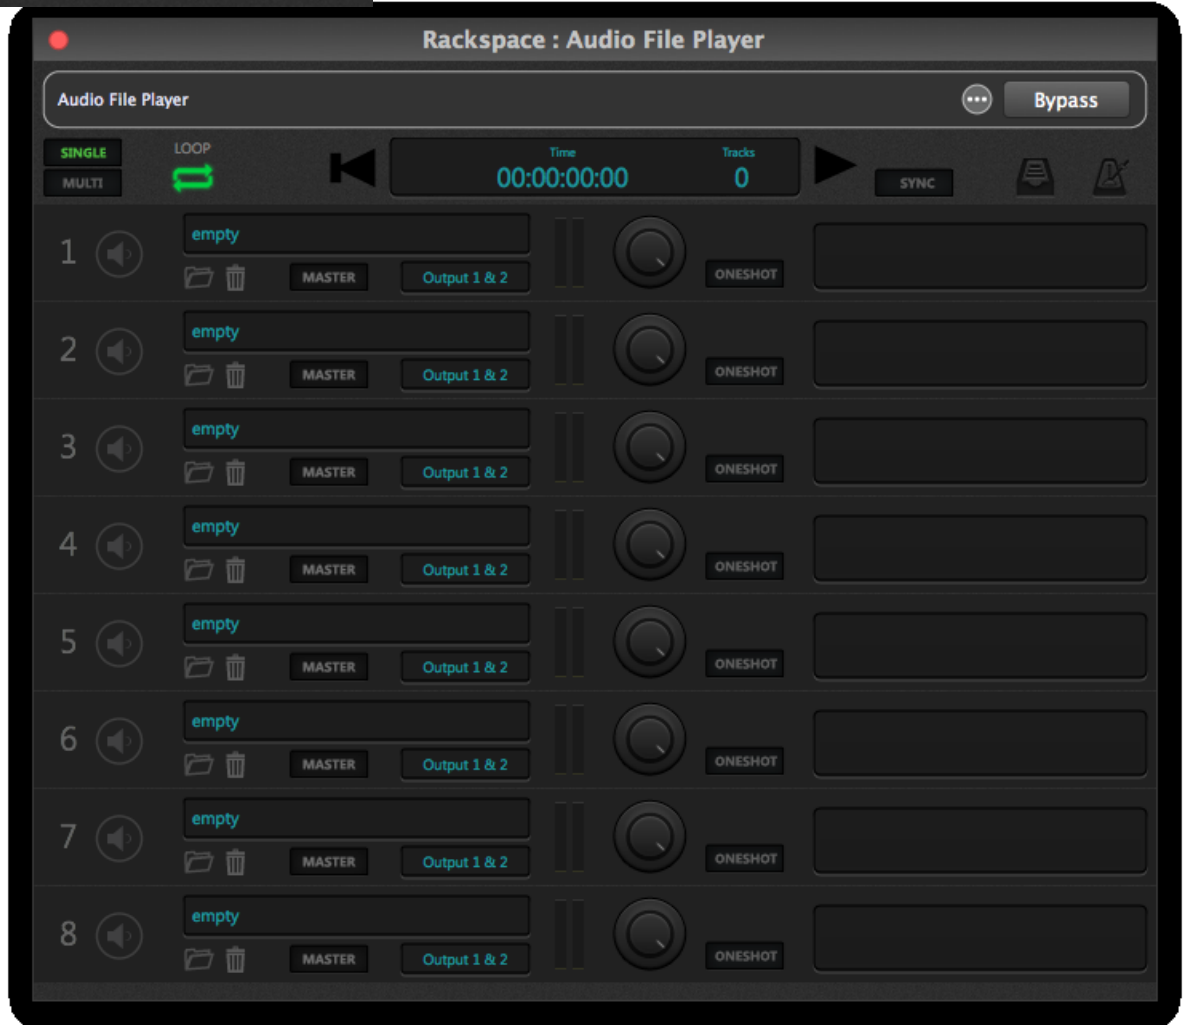 Rackspace : Audio File Player
Audio File Player
Bypass
SINGLE
LOOP
Time
Tracks
MULTI
00:00:00:00
0
SYNC
1
empty
MASTER
Output 1 & 2
ONESHOT
2
empty
MASTER
Output 1 & 2
ONESHOT
3
empty
MASTER
Output 1 & 2
ONESHOT
4
empty
MASTER
Output 1 & 2
ONESHOT
5
empty
MASTER
Output 1 & 2
ONESHOT
6
empty
MASTER
Output 1 & 2
ONESHOT
7
empty
MASTER
Output 1 & 2
ONESHOT
8
empty
MASTER
Output 1 & 2
ONESHOT